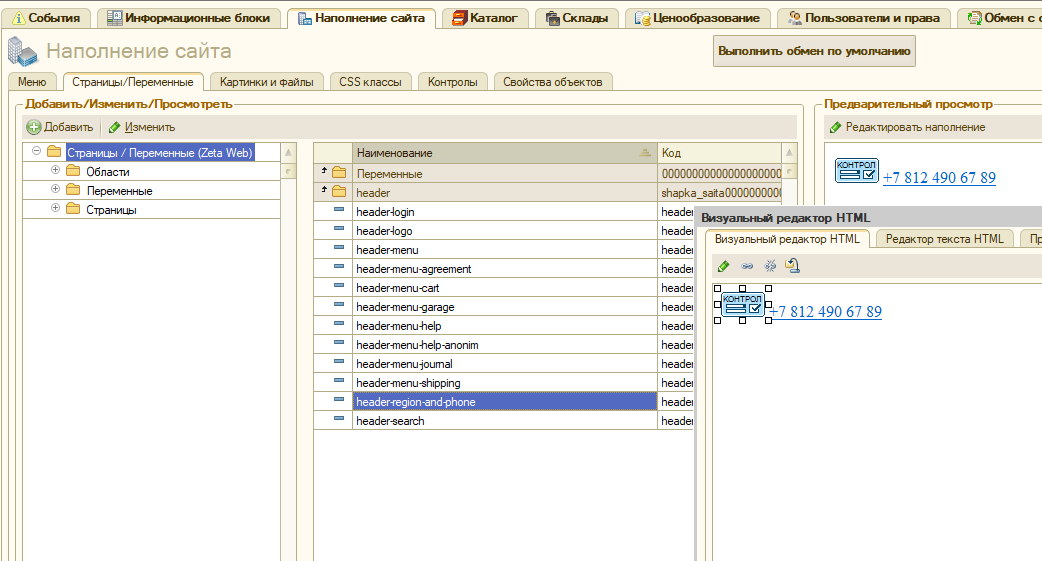 События Информационные блоки Наполнение сайта Каталог Склады Ценообразование Пользователи и права Обмен с
Наполнение сайта
Выполнить обмен по умолчанию
Меню Страницы/Переменные Картинки и файлы CSS классы Контролы Свойства объектов
Добавить/Изменить/Просмотреть
Предварительный просмотр
Добавить Изменить
Редактировать наполнение
Страницы / Переменные (Zeta Web)
Области
Переменные
Страницы
Наименование Код
Переменные
header shapka_saita
header-login header
header-logo header
header-menu header
header-menu-agreement header
header-menu-cart header
header-menu-garage header
header-menu-help header
header-menu-help-anonim header
header-menu-journal header
header-menu-shipping header
header-region-and-phone header
header-search header
КОНТРОЛ
+7 812 490 67 89
Визуальный редактор HTML
Визуальный редактор HTML Редактор текста HTML Пр
КОНТРОЛ
+7 812 490 67 89